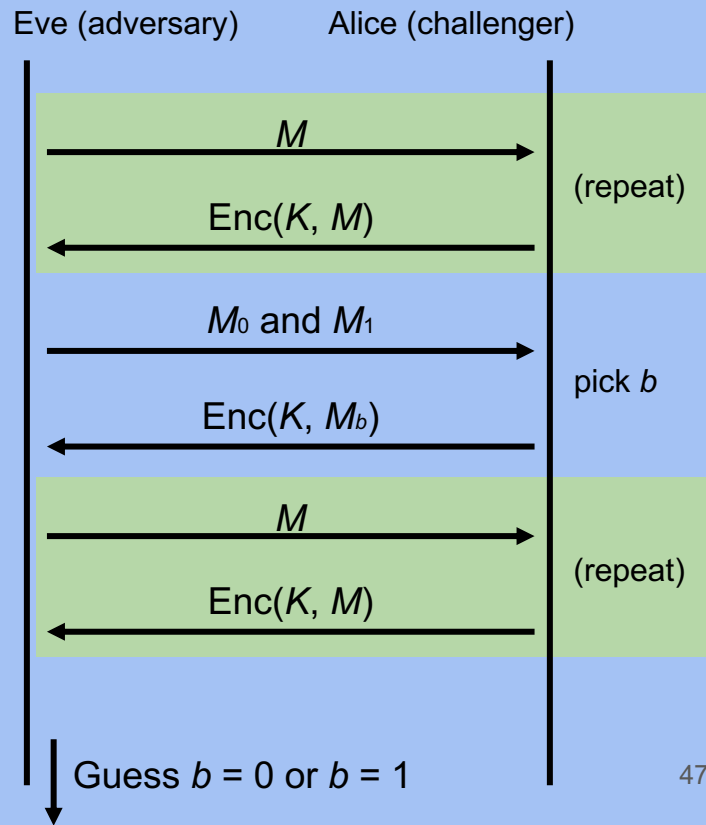 Eve (adversary) Alice (challenger)
M
(repeat)
Enc(K, M)
M₀ and M₁
pick b
Enc(K, Mb)
M
(repeat)
Enc(K, M)
Guess b = 0 or b = 1
47